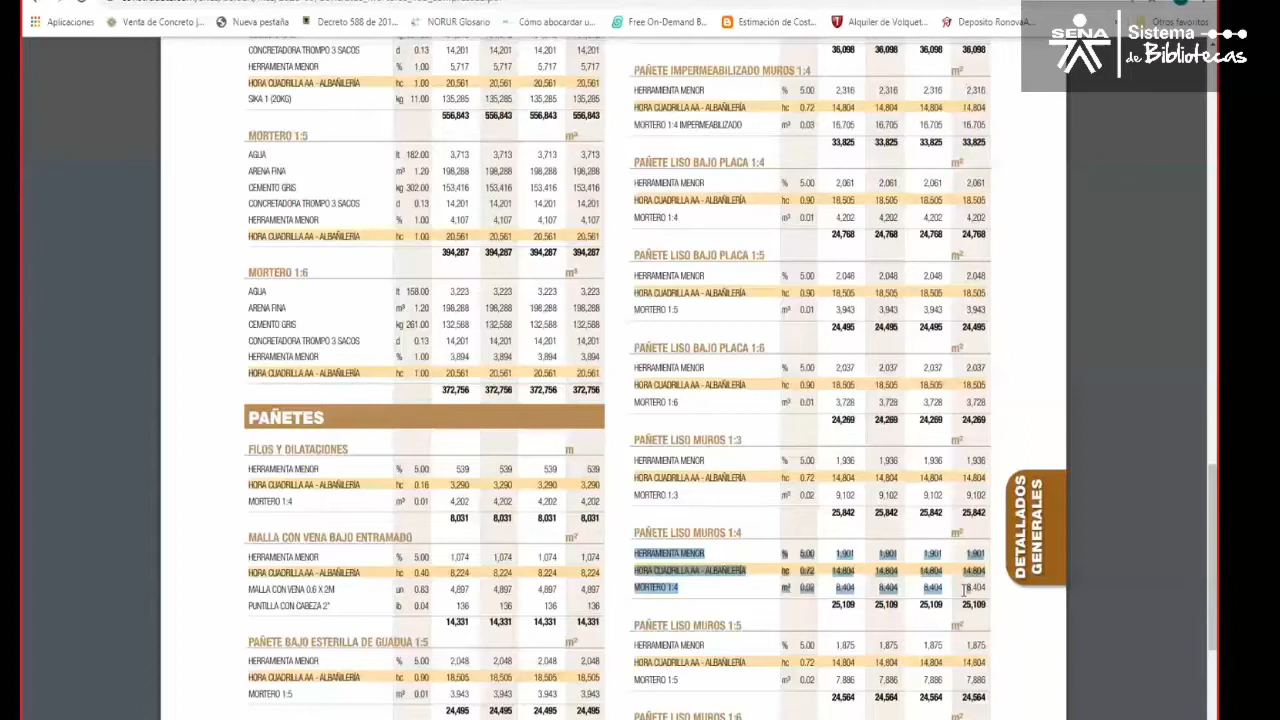 Aplicaciones
Venta de Concreto j...
Nueva pestaña
Decreto 588 de 201...
NORUR Glosario
Cómo abocardar u...
Free On-Demand B...
Estimación de Cost...
Alquiler de Volquet...
Deposito RonovaA...
Otros favoritos
SENA Sistema de Bibliotecas
CONCRETADORA TROMPO 3 SACOS d 0.13 14,201 14,201 14,201 14,201
HERRAMIENTA MENOR % 1.00 5,717 5,717 5,717 5,717
HORA CUADRILLA AA - ALBAÑILERÍA hc 1.00 20,561 20,561 20,561 20,561
SIKA 1 (20KG) kg 11.00 135,285 135,285 135,285 135,285
556,843 556,843 556,843 556,843
MORTERO 1:5 m³
AGUA lt 182.00 3,713 3,713 3,713 3,713
ARENA FINA m³ 1.20 198,288 198,288 198,288 198,288
CEMENTO GRIS kg 302.00 153,416 153,416 153,416 153,416
CONCRETADORA TROMPO 3 SACOS d 0.13 14,201 14,201 14,201 14,201
HERRAMIENTA MENOR % 1.00 4,107 4,107 4,107 4,107
HORA CUADRILLA AA - ALBAÑILERÍA hc 1.00 20,561 20,561 20,561 20,561
394,287 394,287 394,287 394,287
MORTERO 1:6 m³
AGUA lt 158.00 3,223 3,223 3,223 3,223
ARENA FINA m³ 1.20 198,288 198,288 198,288 198,288
CEMENTO GRIS kg 261.00 132,588 132,588 132,588 132,588
CONCRETADORA TROMPO 3 SACOS d 0.13 14,201 14,201 14,201 14,201
HERRAMIENTA MENOR % 1.00 3,894 3,894 3,894 3,894
HORA CUADRILLA AA - ALBAÑILERÍA hc 1.00 20,561 20,561 20,561 20,561
372,756 372,756 372,756 372,756
PAÑETES
FILOS Y DILATACIONES m
HERRAMIENTA MENOR % 5.00 539 539 539 539
HORA CUADRILLA AA - ALBAÑILERÍA hc 0.16 3,290 3,290 3,290 3,290
MORTERO 1:4 m³ 0.01 4,202 4,202 4,202 4,202
8,031 8,031 8,031 8,031
MALLA CON VENA BAJO ENTRAMADO m²
HERRAMIENTA MENOR % 5.00 1,074 1,074 1,074 1,074
HORA CUADRILLA AA - ALBAÑILERÍA hc 0.40 8,224 8,224 8,224 8,224
MALLA CON VENA 0.6 X 2M un 0.83 4,897 4,897 4,897 4,897
PUNTILLA CON CABEZA 2" lb 0.04 136 136 136 136
14,331 14,331 14,331 14,331
PAÑETE BAJO ESTERILLA DE GUADUA 1:5 m²
HERRAMIENTA MENOR % 5.00 2,048 2,048 2,048 2,048
HORA CUADRILLA AA - ALBAÑILERÍA hc 0.90 18,505 18,505 18,505 18,505
MORTERO 1:5 m³ 0.01 3,943 3,943 3,943 3,943
24,495 24,495 24,495 24,495
36,098 36,098 36,098 36,098
PAÑETE IMPERMEABILIZADO MUROS 1:4 m²
HERRAMIENTA MENOR % 5.00 2,316 2,316 2,316 2,316
HORA CUADRILLA AA - ALBAÑILERÍA hc 0.72 14,804 14,804 14,804 14,804
MORTERO 1:4 IMPERMEABILIZADO m³ 0.03 16,705 16,705 16,705 16,705
33,825 33,825 33,825 33,825
PAÑETE LISO BAJO PLACA 1:4 m²
HERRAMIENTA MENOR % 5.00 2,061 2,061 2,061 2,061
HORA CUADRILLA AA - ALBAÑILERÍA hc 0.90 18,505 18,505 18,505 18,505
MORTERO 1:4 m³ 0.01 4,202 4,202 4,202 4,202
24,768 24,768 24,768 24,768
PAÑETE LISO BAJO PLACA 1:5 m²
HERRAMIENTA MENOR % 5.00 2,048 2,048 2,048 2,048
HORA CUADRILLA AA - ALBAÑILERÍA hc 0.90 18,505 18,505 18,505 18,505
MORTERO 1:5 m³ 0.01 3,943 3,943 3,943 3,943
24,495 24,495 24,495 24,495
PAÑETE LISO BAJO PLACA 1:6 m²
HERRAMIENTA MENOR % 5.00 2,037 2,037 2,037 2,037
HORA CUADRILLA AA - ALBAÑILERÍA hc 0.90 18,505 18,505 18,505 18,505
MORTERO 1:6 m³ 0.01 3,728 3,728 3,728 3,728
24,269 24,269 24,269 24,269
PAÑETE LISO MUROS 1:3 m²
HERRAMIENTA MENOR % 5.00 1,936 1,936 1,936 1,936
HORA CUADRILLA AA - ALBAÑILERÍA hc 0.72 14,804 14,804 14,804 14,804
MORTERO 1:3 m³ 0.02 9,102 9,102 9,102 9,102
25,842 25,842 25,842 25,842
PAÑETE LISO MUROS 1:4 m²
HERRAMIENTA MENOR % 5.00 1,901 1,901 1,901 1,901
HORA CUADRILLA AA - ALBAÑILERÍA hc 0.72 14,804 14,804 14,804 14,804
MORTERO 1:4 m³ 0.02 8,404 8,404 8,404 8,404
25,109 25,109 25,109 25,109
PAÑETE LISO MUROS 1:5 m²
HERRAMIENTA MENOR % 5.00 1,875 1,875 1,875 1,875
HORA CUADRILLA AA - ALBAÑILERÍA hc 0.72 14,804 14,804 14,804 14,804
MORTERO 1:5 m³ 0.02 7,886 7,886 7,886 7,886
24,564 24,564 24,564 24,564
PAÑETE LISO MUROS 1:6 m²
DETALLADOS
GENERALES